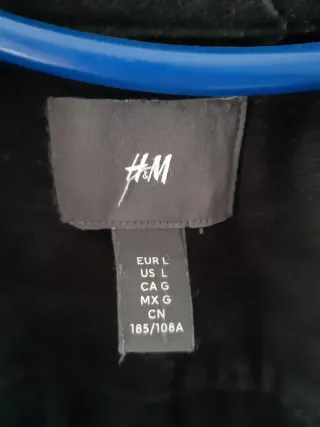 H&M
EUR L
US L
CA G
MX G
CN
185/108A